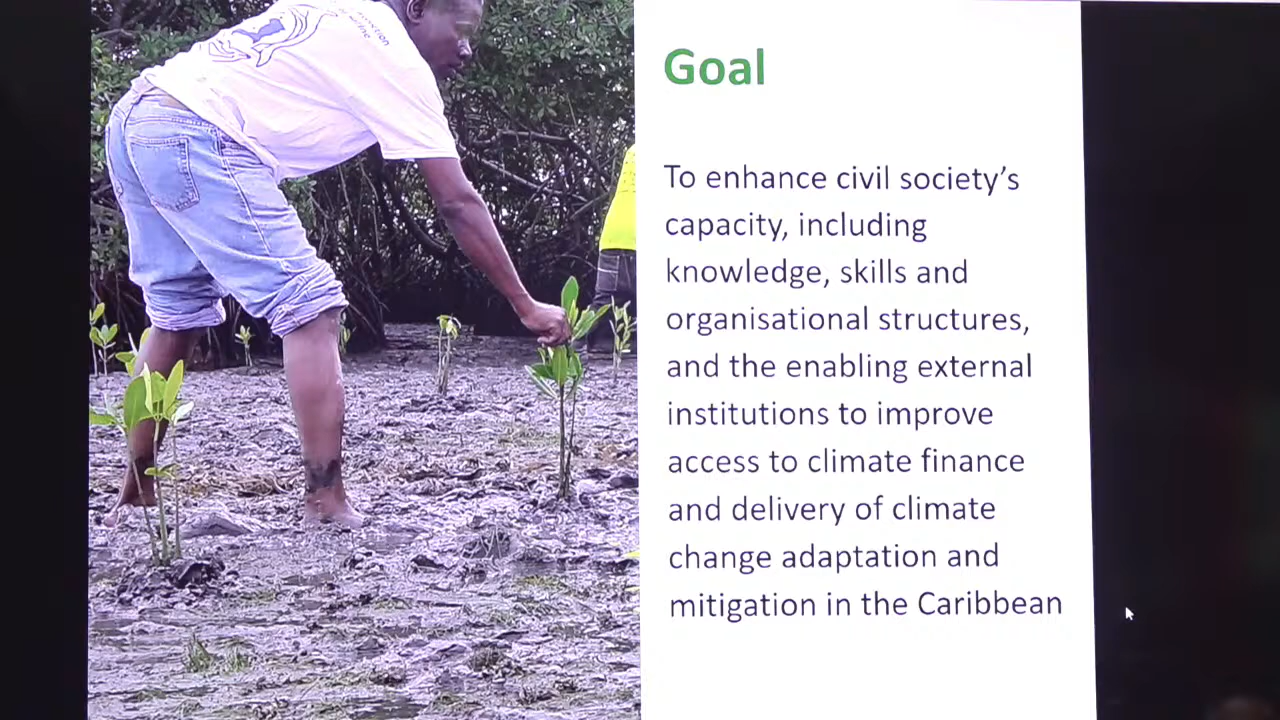 Goal
To enhance civil society’s
capacity, including
knowledge, skills and
organisational structures,
and the enabling external
institutions to improve
access to climate finance
and delivery of climate
change adaptation and
mitigation in the Caribbean